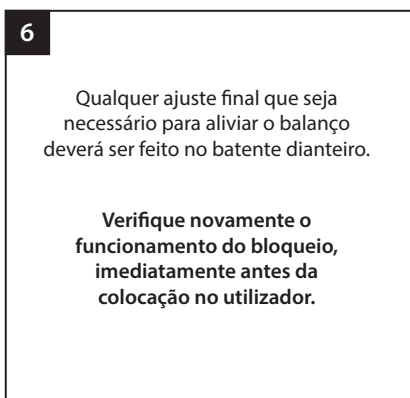 6
Qualquer ajuste final que seja
necessário para aliviar o balanço
deverá ser feito no batente dianteiro.
Verifique novamente o
funcionamento do bloqueio,
imediatamente antes da
colocação no utilizador.